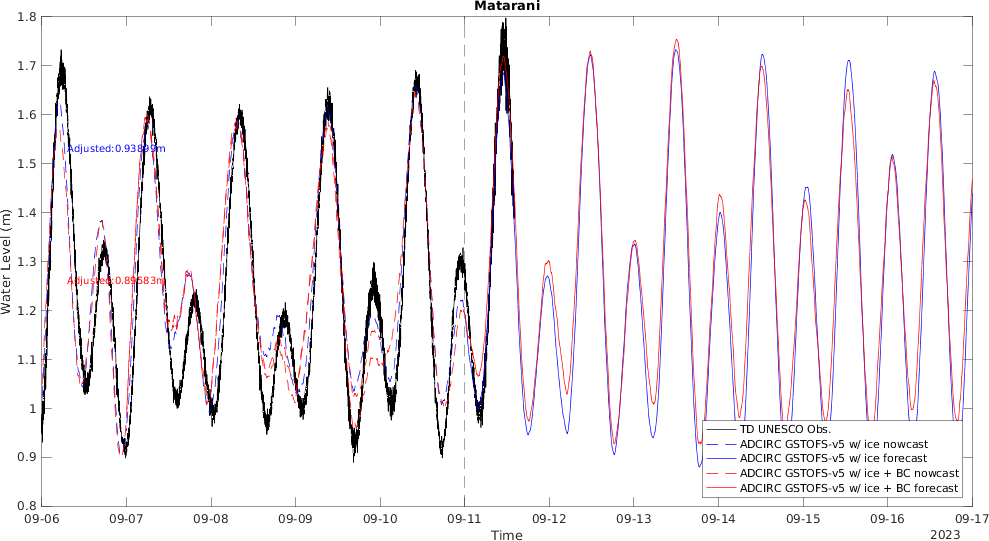 Matarani
1.8
1.7
1.6
1.5
1.4
1.3
1.2
1.1
1
0.9
0.8
Water Level (m)
Adjusted:0.93899m
Adjusted:0.89583m
TD UNESCO Obs.
ADCIRC GSTOFS-v5 w/ ice nowcast
ADCIRC GSTOFS-v5 w/ ice forecast
ADCIRC GSTOFS-v5 w/ ice + BC nowcast
ADCIRC GSTOFS-v5 w/ ice + BC forecast
09-06 09-07 09-08 09-09 09-10 09-11 09-12 09-13 09-14 09-15 09-16 09-17
Time
2023